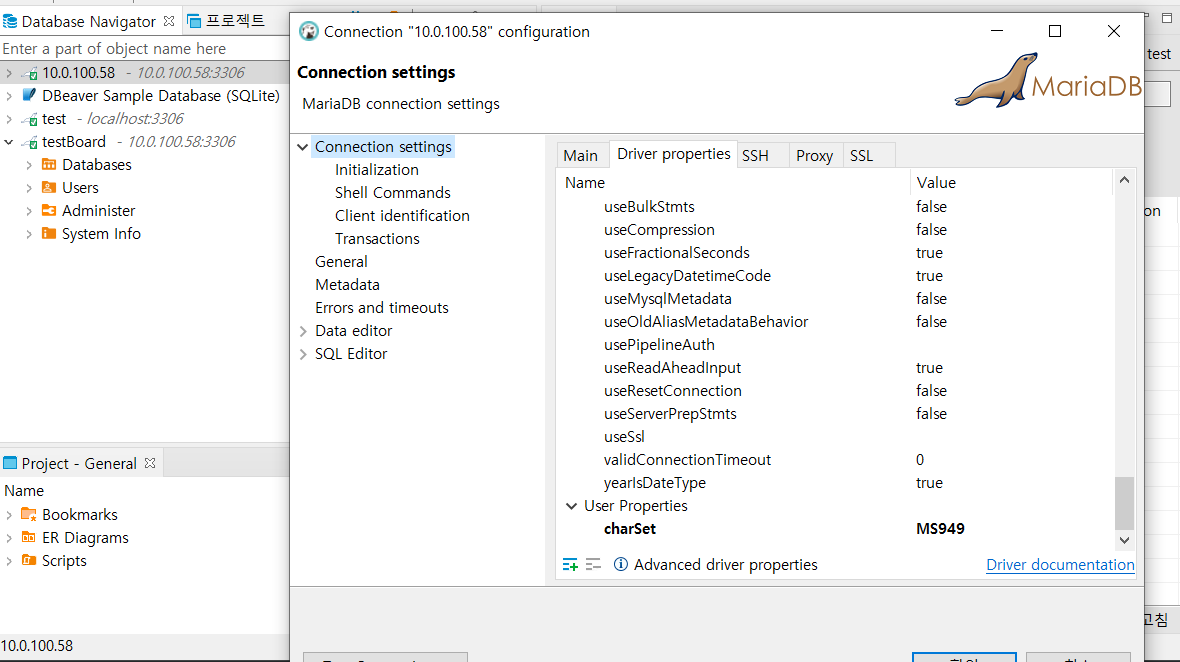 Database Navigator
프로젝트
Enter a part of object name here
10.0.100.58 - 10.0.100.58:3306
DBeaver Sample Database (SQLite)
test - localhost:3306
testBoard - 10.0.100.58:3306
Databases
Users
Administer
System Info
Project - General
Name
Bookmarks
ER Diagrams
Scripts
10.0.100.58
Connection "10.0.100.58" configuration
Connection settings
MariaDB connection settings
MariaDB
Connection settings
Initialization
Shell Commands
Client identification
Transactions
General
Metadata
Errors and timeouts
Data editor
SQL Editor
Main Driver properties SSH Proxy SSL
Name Value
useBulkStmts false
useCompression false
useFractionalSeconds true
useLegacyDatetimeCode true
useMysqlMetadata false
useOldAliasMetadataBehavior false
usePipelineAuth
useReadAheadInput true
useResetConnection false
useServerPrepStmts false
useSsl
validConnectionTimeout 0
yearIsDateType true
User Properties
charSet MS949
Advanced driver properties Driver documentation
test
on
고침